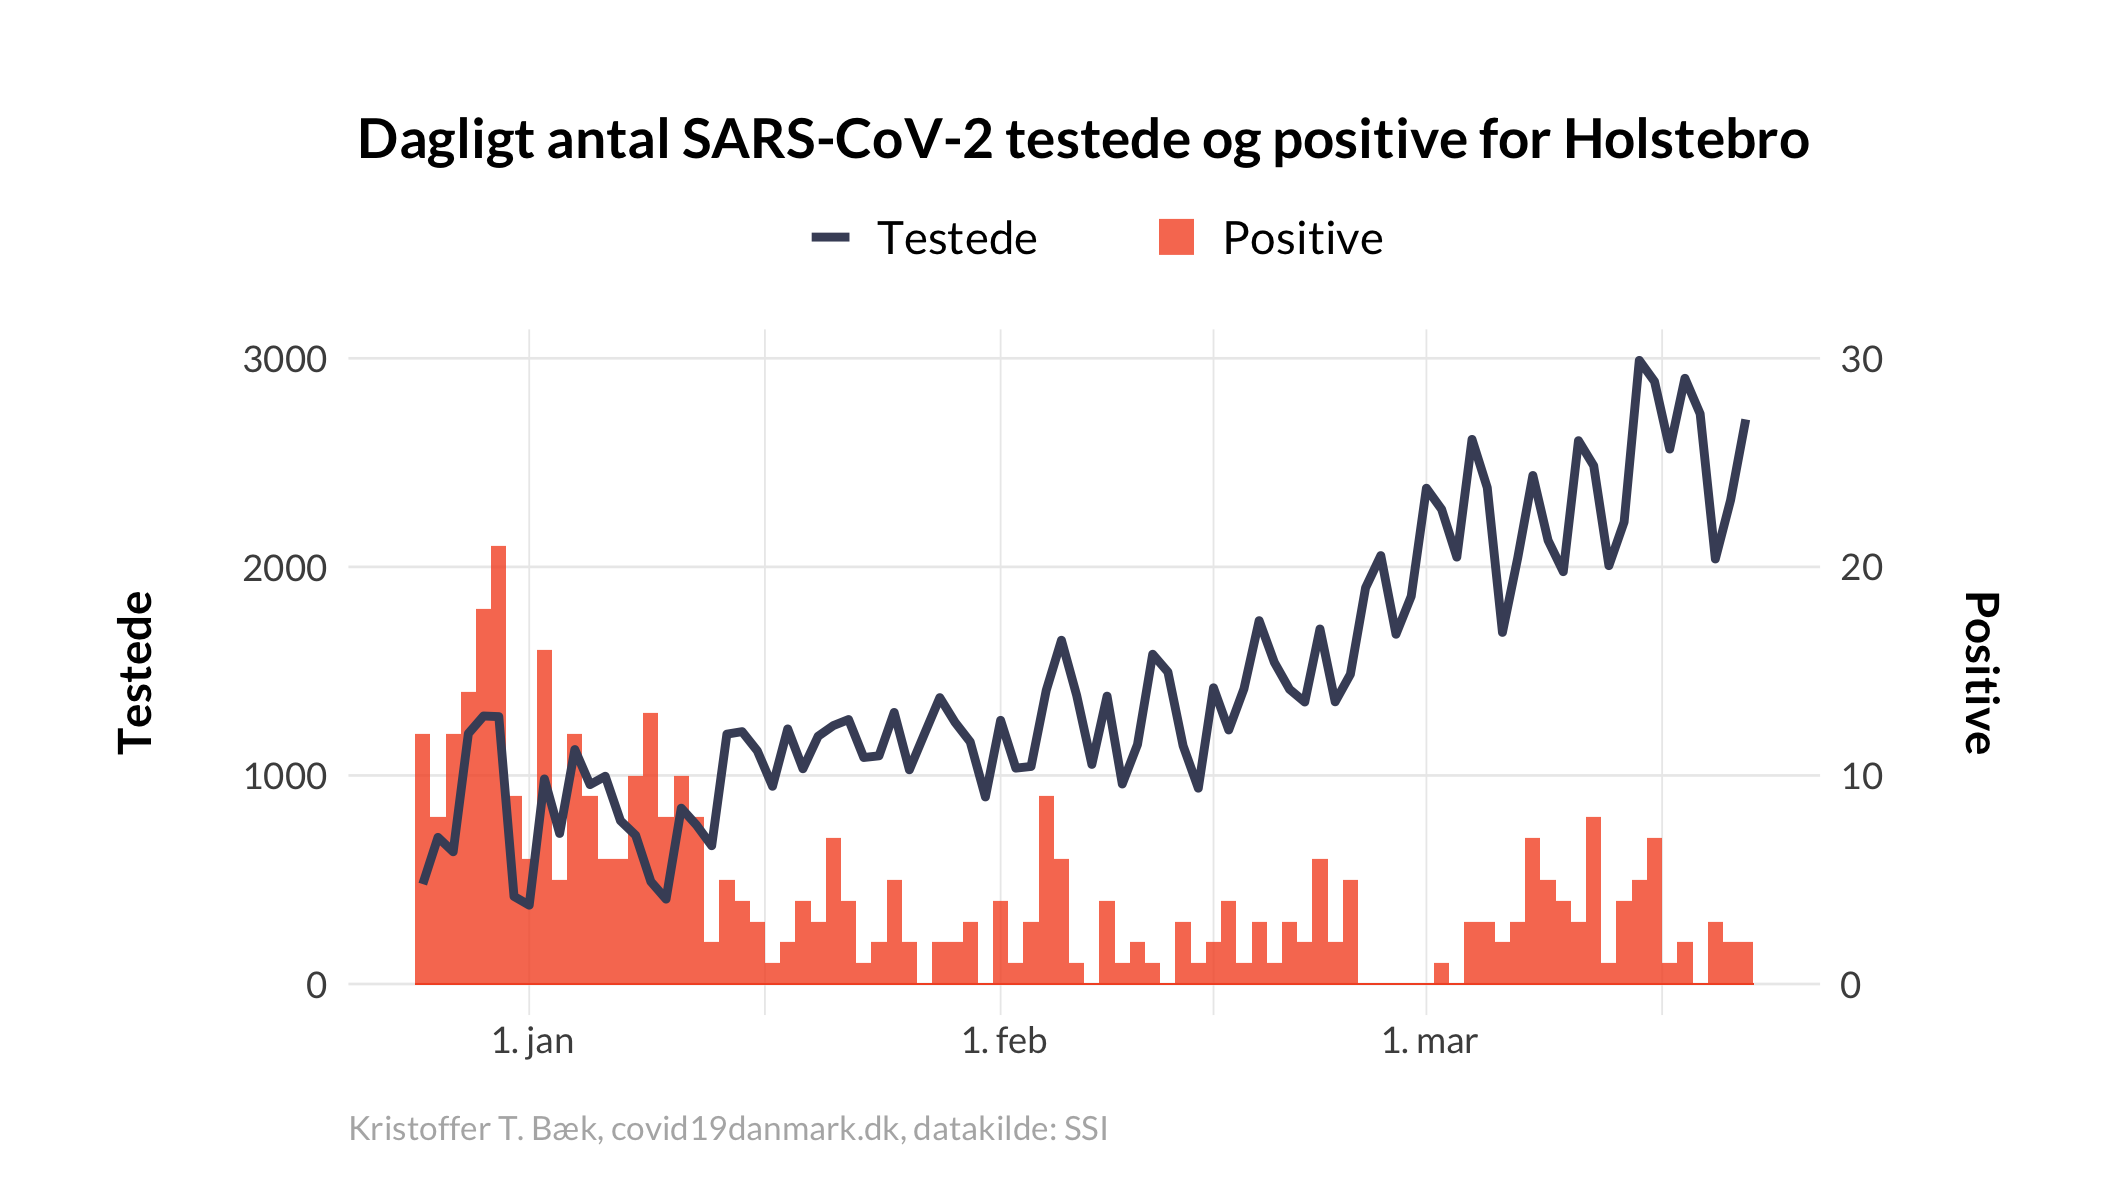 Dagligt antal SARS-CoV-2 testede og positive for Holstebro
Testede
Positive
3000
2000
1000
0
Testede
30
20
10
0
Positive
1. jan
1. feb
1. mar
Kristoffer T. Bæk, covid19danmark.dk, datakilde: SSI